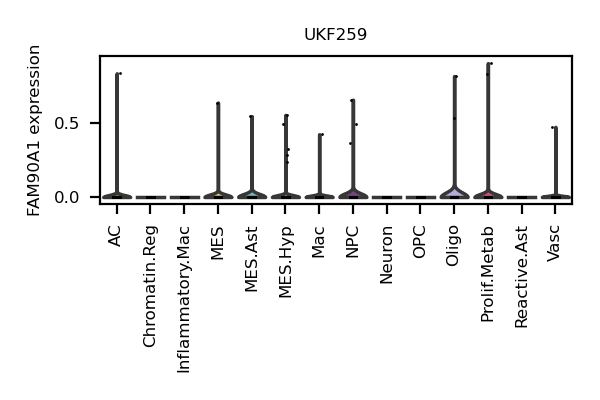 UKF259
FAM90A1 expression
0.5
0.0
AC
Chromatin.Reg
Inflammatory.Mac
MES
MES.Ast
MES.Hyp
Mac
NPC
Neuron
OPC
Oligo
Prolif.Metab
Reactive.Ast
Vasc